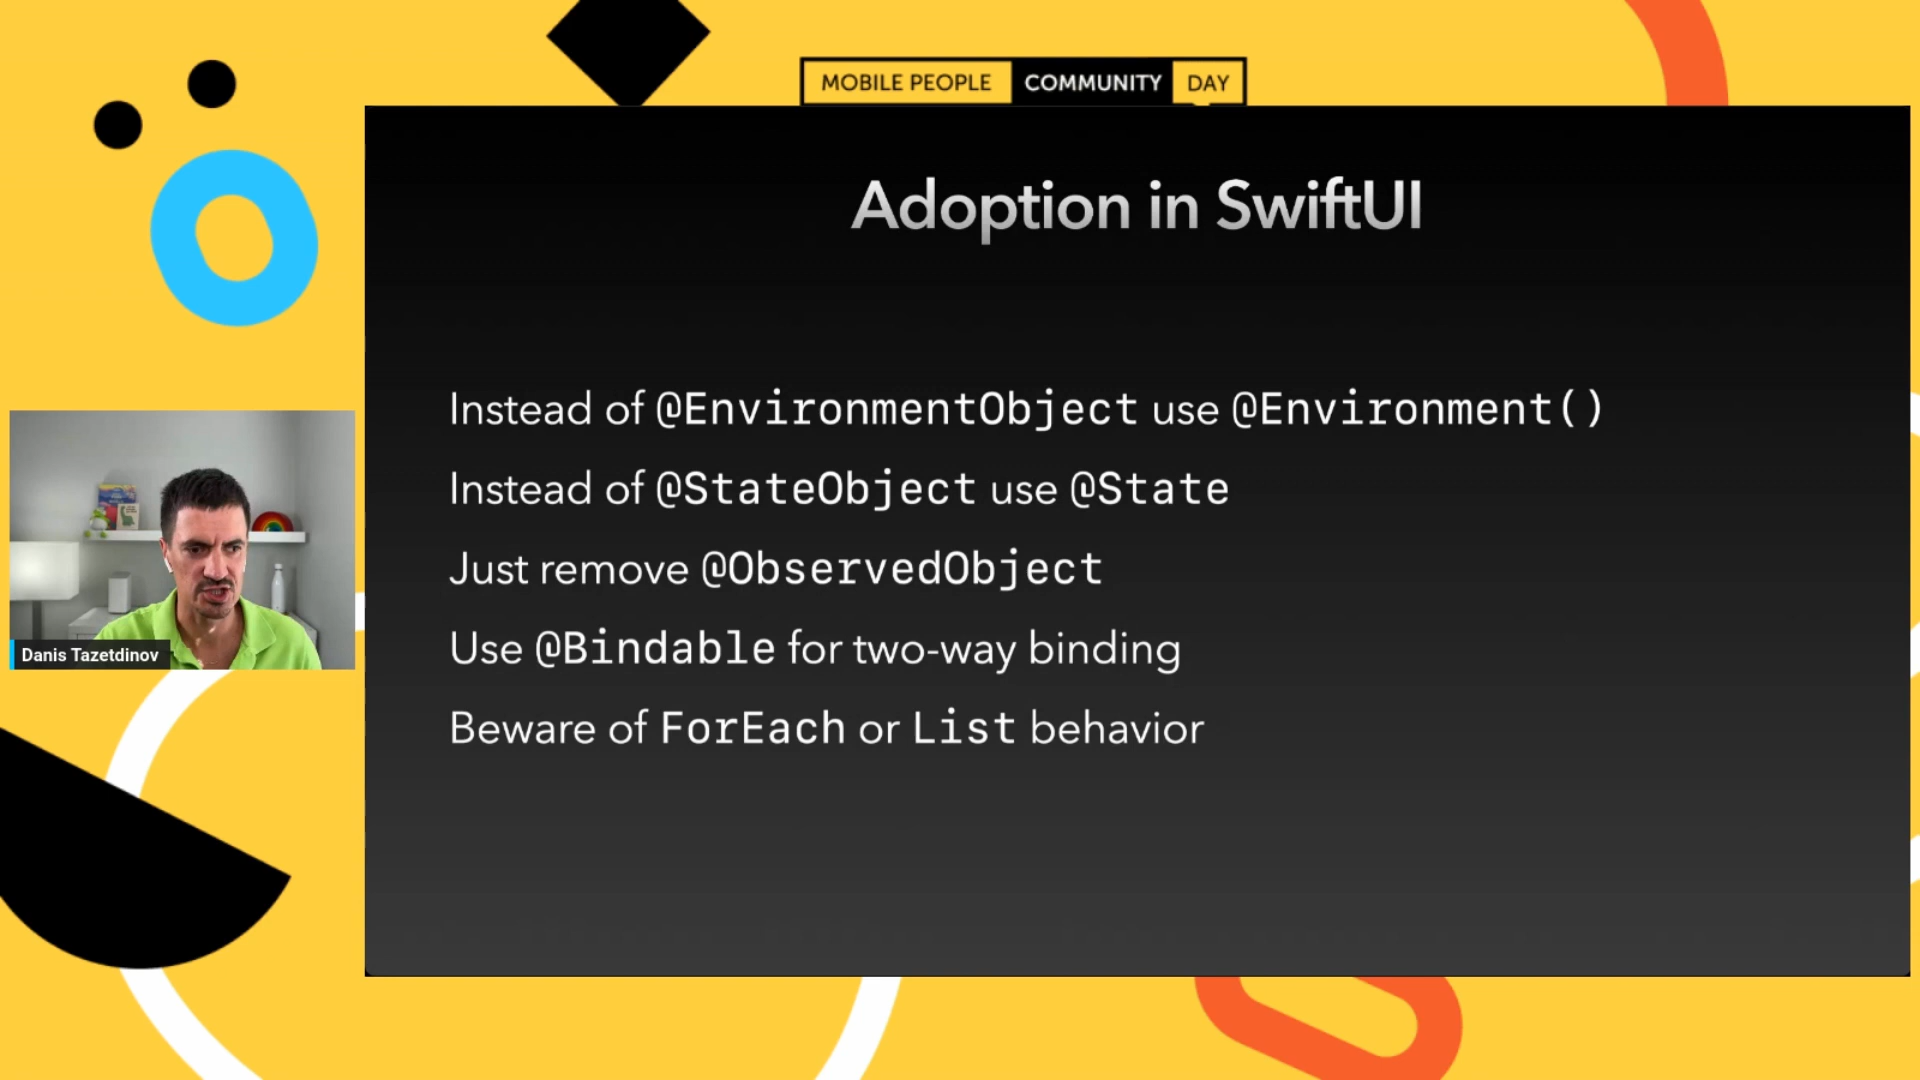 MOBILE PEOPLE COMMUNITY DAY
Adoption in SwiftUI
Instead of @EnvironmentObject use @Environment()
Instead of @StateObject use @State
Just remove @ObservedObject
Use @Bindable for two-way binding
Beware of ForEach or List behavior
Danis Tazetdinov